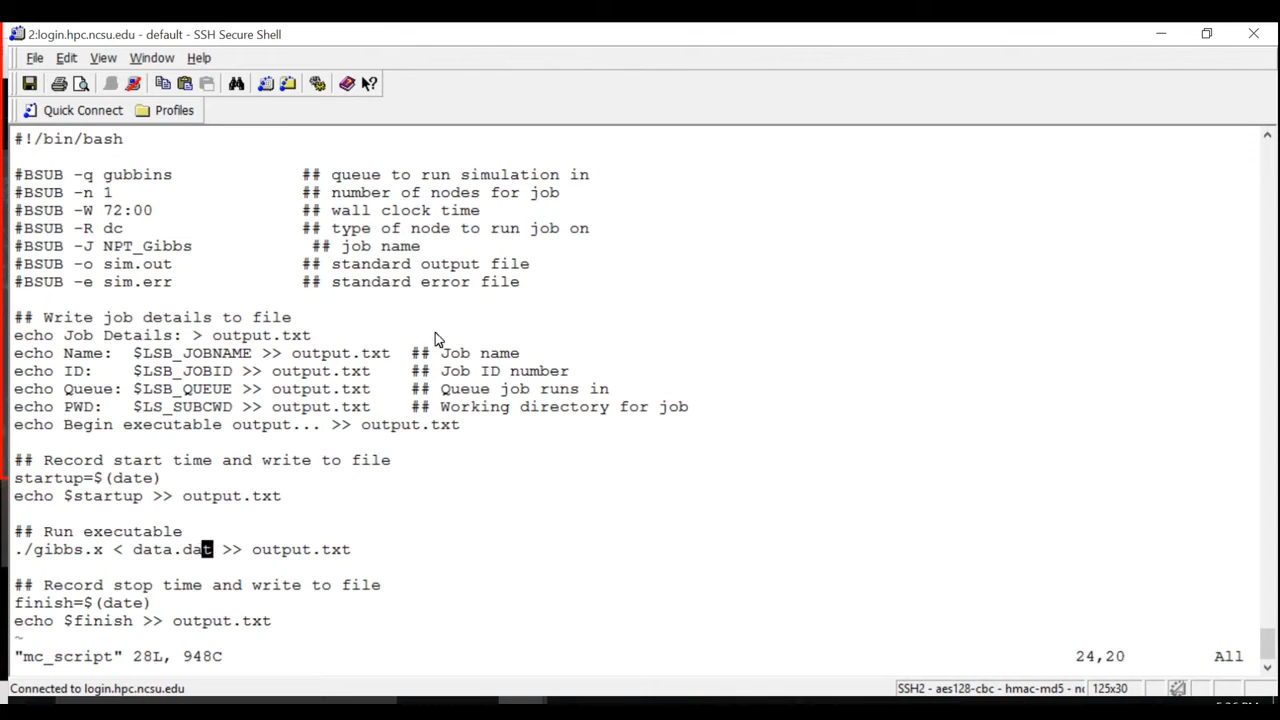 2:login.hpc.ncsu.edu - default - SSH Secure Shell
File Edit View Window Help
Quick Connect Profiles
#!/bin/bash
#BSUB -q gubbins ## queue to run simulation in
#BSUB -n 1 ## number of nodes for job
#BSUB -W 72:00 ## wall clock time
#BSUB -R dc ## type of node to run job on
#BSUB -J NPT_Gibbs ## job name
#BSUB -o sim.out ## standard output file
#BSUB -e sim.err ## standard error file
## Write job details to file
echo Job Details: > output.txt
echo Name: $LSB_JOBNAME >> output.txt ## Job name
echo ID: $LSB_JOBID >> output.txt ## Job ID number
echo Queue: $LSB_QUEUE >> output.txt ## Queue job runs in
echo PWD: $LS_SUBCWD >> output.txt ## Working directory for job
echo Begin executable output... >> output.txt
## Record start time and write to file
startup=$(date)
echo $startup >> output.txt
## Run executable
./gibbs.x < data.dat >> output.txt
## Record stop time and write to file
finish=$(date)
echo $finish >> output.txt
~
"mc_script" 28L, 948C 24,20 All
Connected to login.hpc.ncsu.edu SSH2 - aes128-cbc - hmac-md5 - 125x30